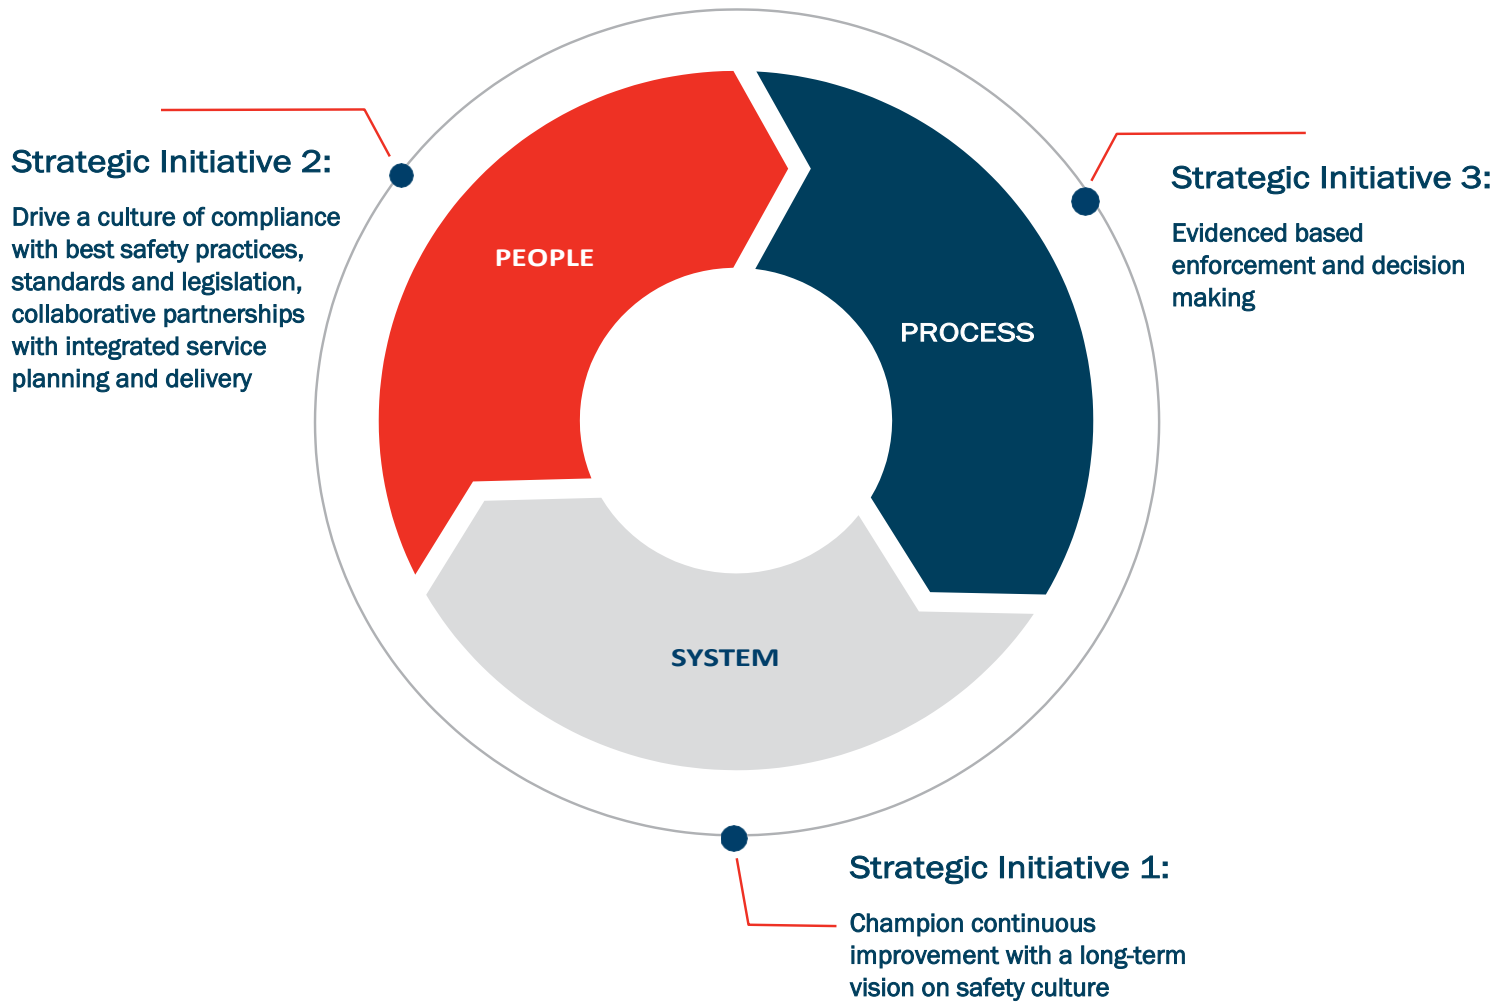 Strategic Initiative 2:
Drive a culture of compliance
with best safety practices,
standards and legislation,
collaborative partnerships
with integrated service
planning and delivery
PEOPLE
PROCESS
SYSTEM
Strategic Initiative 3:
Evidenced based
enforcement and decision
making
Strategic Initiative 1:
Champion continuous
improvement with a long-term
vision on safety culture